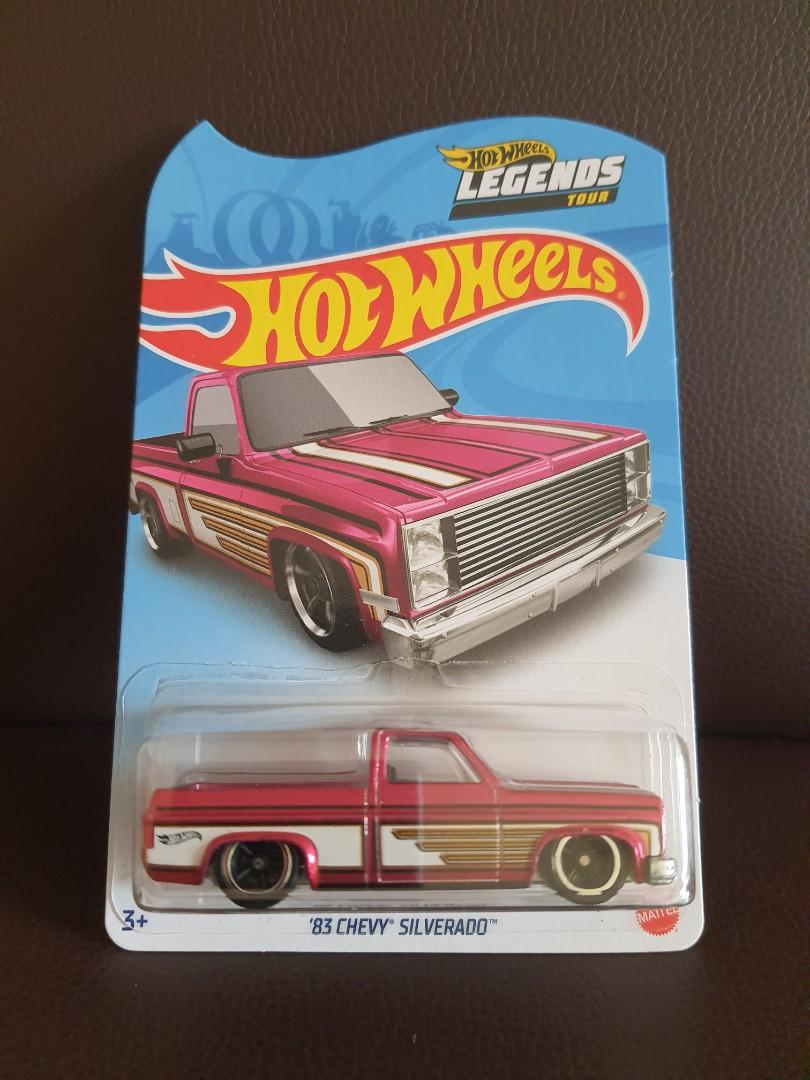 HOT WHEELS
LEGENDS
TOUR
HOT WHEELS®
3+
'83 CHEVY® SILVERADO™
MATTEL